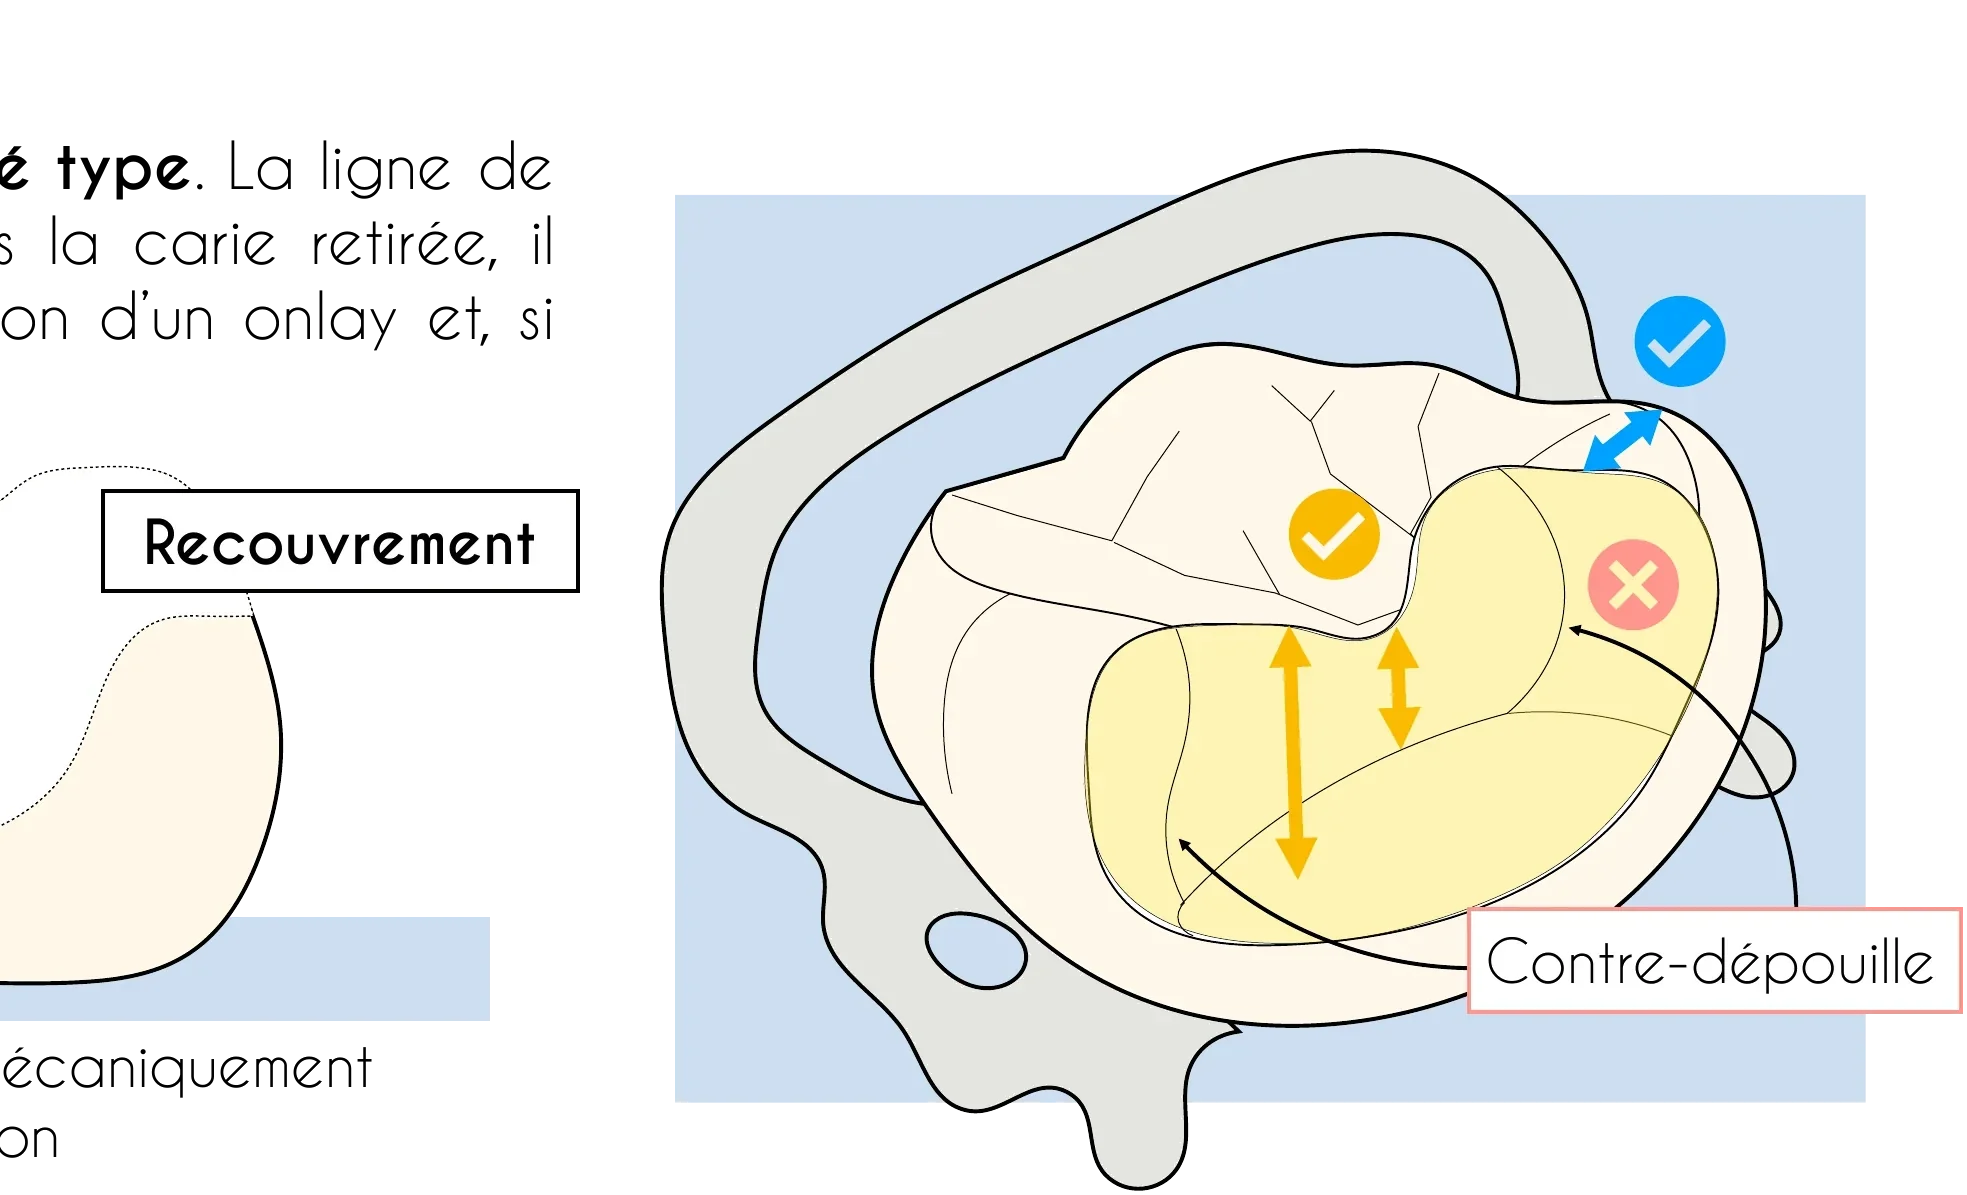 é type. La ligne de
s la carie retirée, il
on d'un onlay et, si
Recouvrement
Contre-dépouille
écaniquement
on